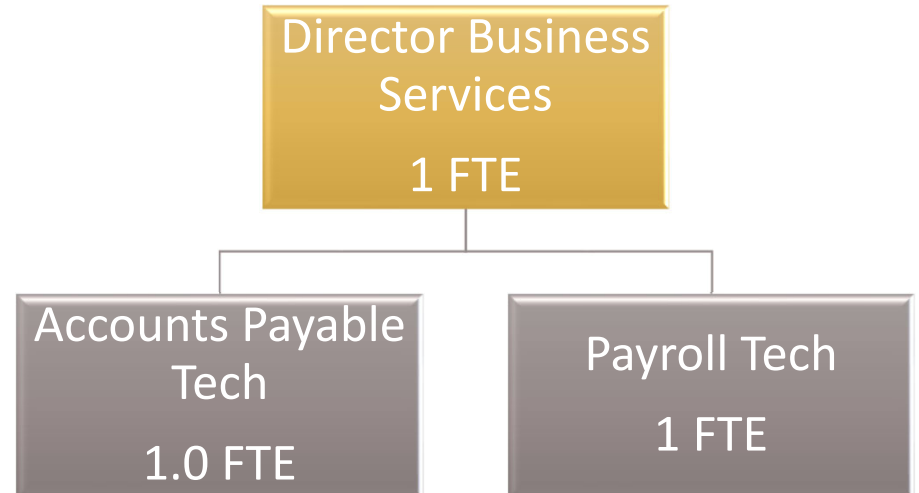 Director Business
Services
1 FTE
Accounts Payable
Tech
1.0 FTE
Payroll Tech
1 FTE